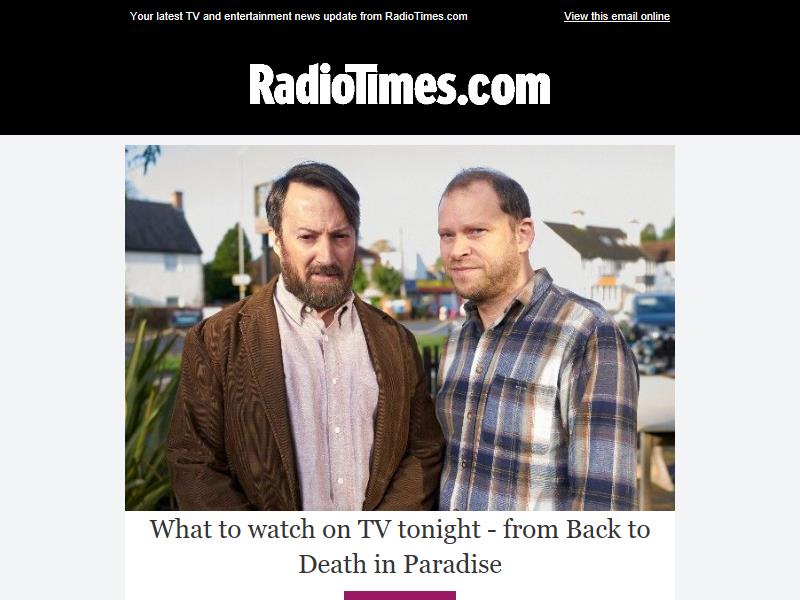 Your latest TV and entertainment news update from RadioTimes.com
View this email online
RadioTimes.com
What to watch on TV tonight - from Back to
Death in Paradise